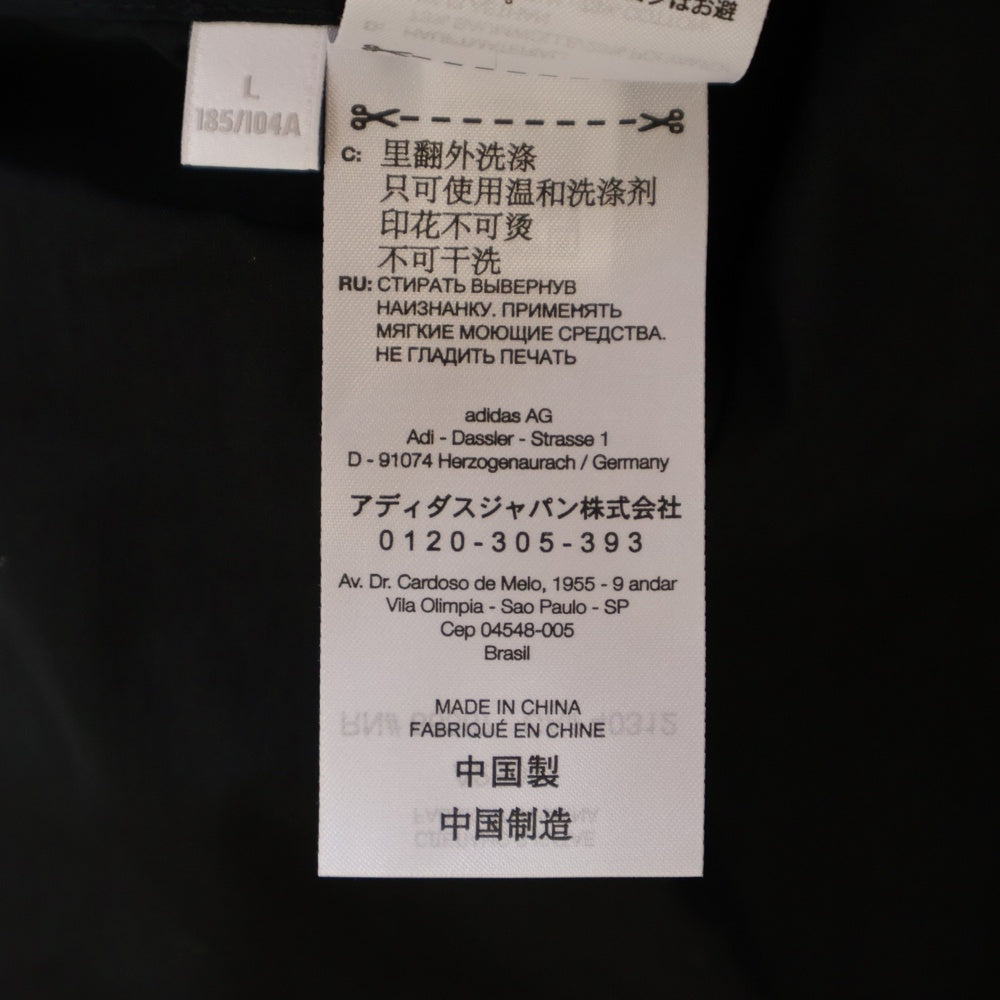 はお避
L
185/104A
C: 里翻外洗涤
只可使用温和洗涤剂
印花不可烫
不可干洗
RU: СТИРАТЬ ВЫВЕРНУВ
НАИЗНАНКУ. ПРИМЕНЯТЬ
МЯГКИЕ МОЮЩИЕ СРЕДСТВА.
НЕ ГЛАДИТЬ ПЕЧАТЬ
adidas AG
Adi - Dassler - Strasse 1
D - 91074 Herzogenaurach / Germany
アディダスジャパン株式会社
0120-305-393
Av. Dr. Cardoso de Melo, 1955 - 9 andar
Vila Olimpia - Sao Paulo - SP
Cep 04548-005
Brasil
MADE IN CHINA
FABRIQUÉ EN CHINE
中国製
中国制造